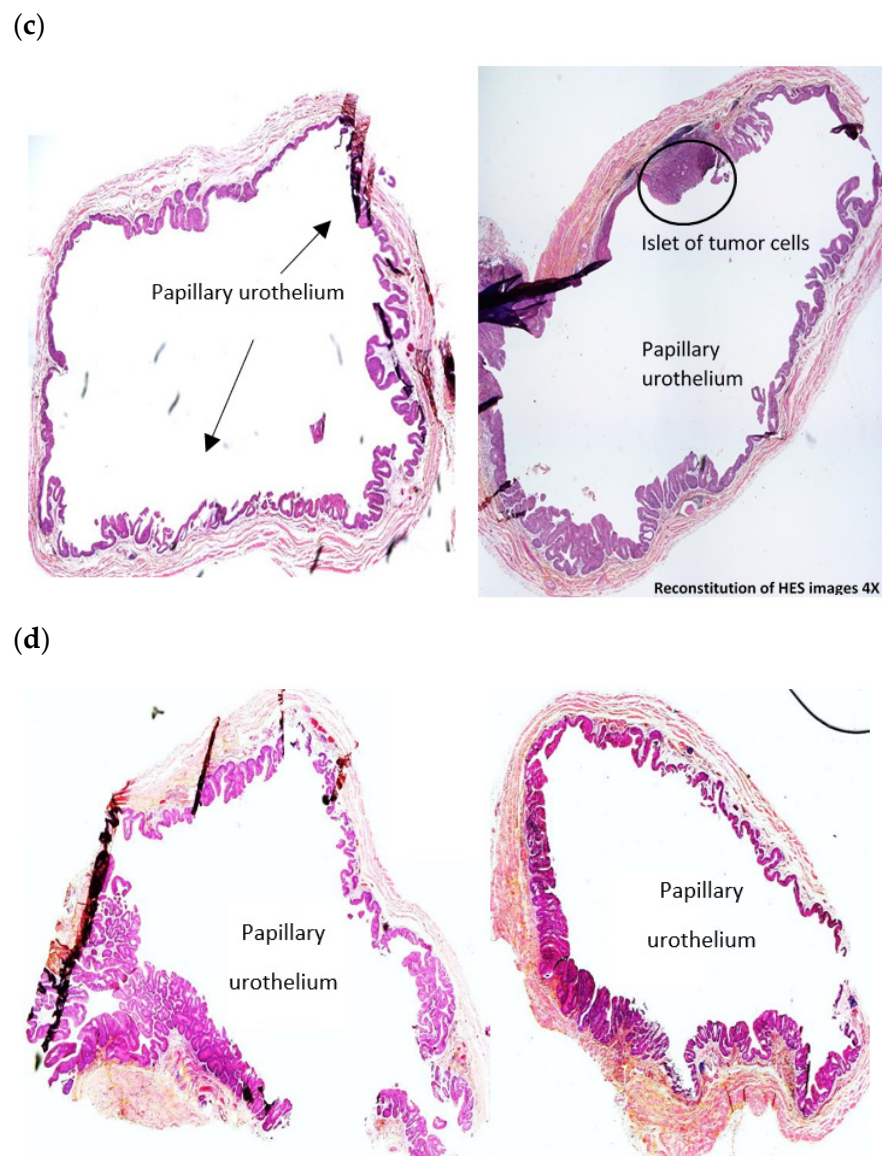 (c)
Papillary urothelium
Islet of tumor cells
Papillary
urothelium
Reconstitution of HES images 4X
(d)
Papillary
urothelium
Papillary
urothelium